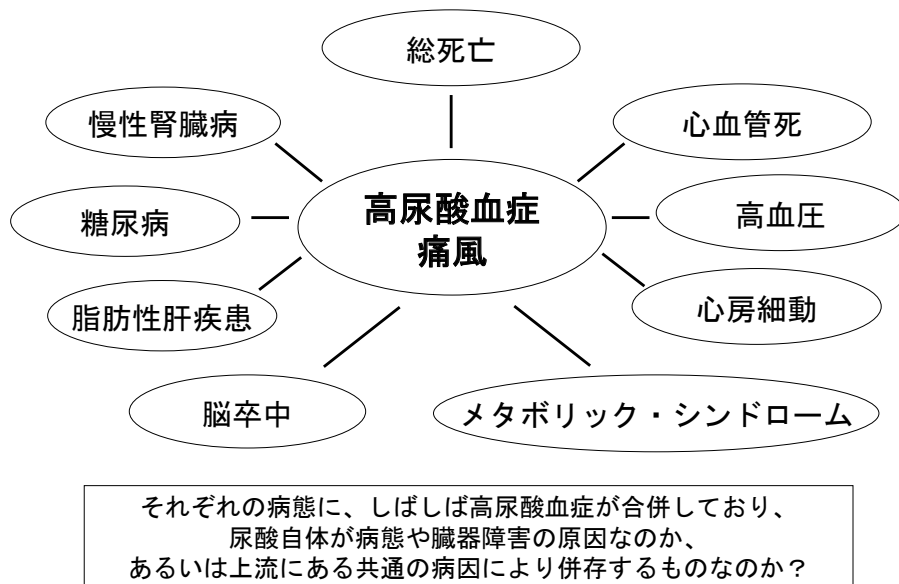 総死亡
慢性腎臓病
心血管死
高尿酸血症
痛風
糖尿病
高血圧
脂肪性肝疾患
心房細動
脳卒中
メタボリック・シンドローム
それぞれの病態に、しばしば高尿酸血症が合併しており、
尿酸自体が病態や臓器障害の原因なのか、
あるいは上流にある共通の病因により併存するものなのか？